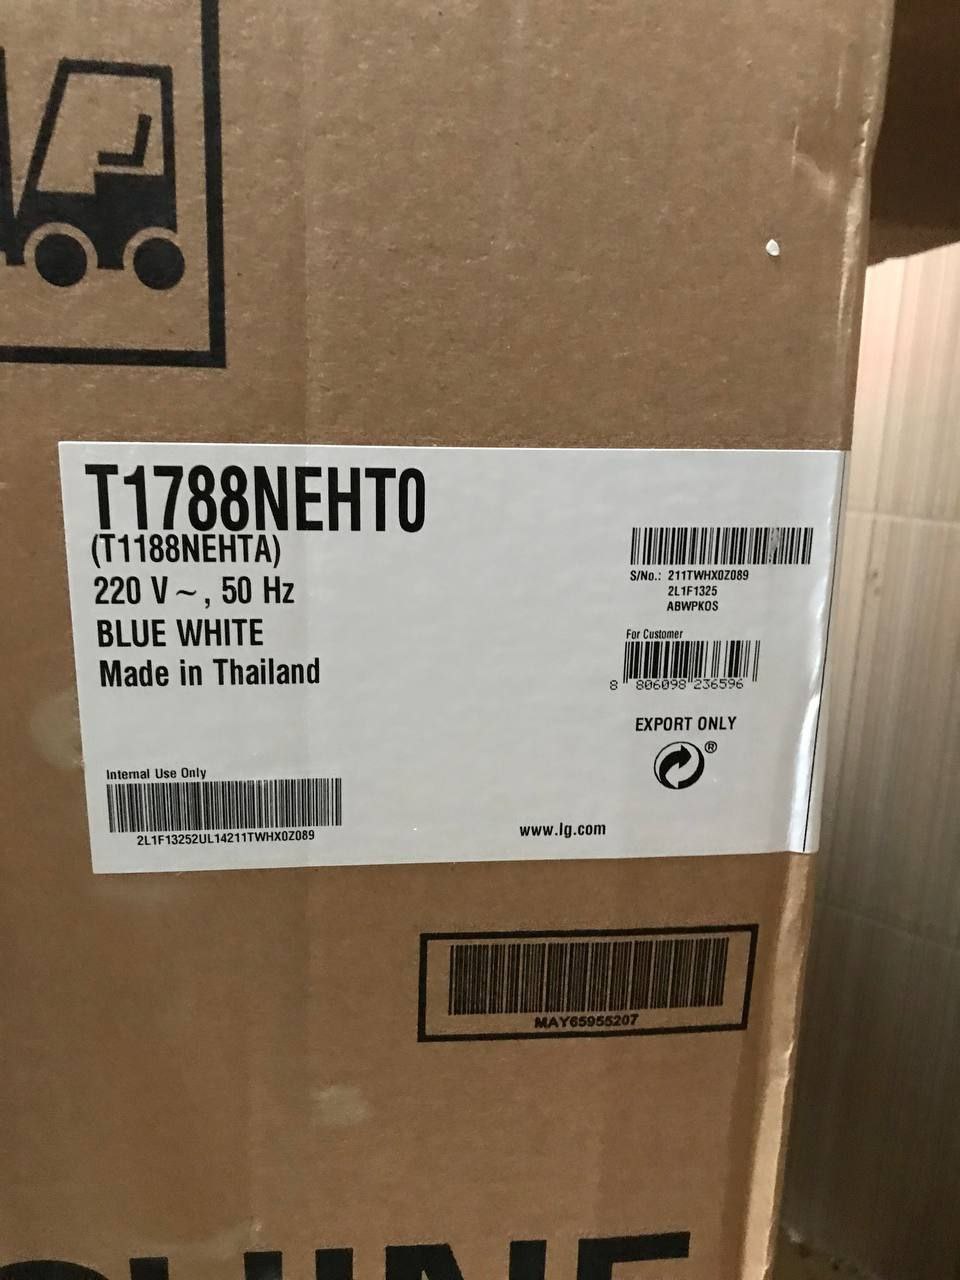 T1788NEHT0
(T1188NEHTA)
220 V ~, 50 Hz
BLUE WHITE
Made in Thailand
S/No.: 211TWHX0Z089
2L1F1325
ABWPKOS
For Customer
8 806098 236596
EXPORT ONLY
®
Internal Use Only
2L1F13252UL14211TWHX0Z089
www.lg.com
MAY65955207